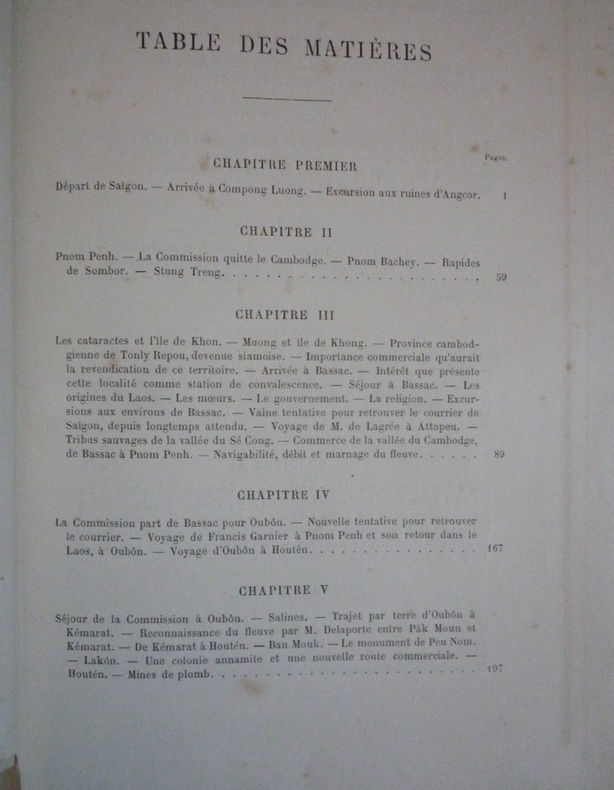 TABLE DES MATIÈRES
Pages.
CHAPITRE PREMIER
Départ de Saïgon. — Arrivée à Compong Luong. — Excursion aux ruines d'Angcor. 1
CHAPITRE II
Pnom Penh. — La Commission quitte le Cambodge. — Pnom Bachey. — Rapides
de Sombor. — Stung Treng. . . . . . . . . . . . . . . . . . . . . . . . . 59
CHAPITRE III
Les cataractes et l'île de Khon. — Muong et île de Khong. — Province cambod-
gienne de Tonly Repou, devenue siamoise. — Importance commerciale qu'aurait
la revendication de ce territoire. — Arrivée à Bassac. — Intérêt que présente
cette localité comme station de convalescence. — Séjour à Bassac. — Les
origines du Laos. — Les mœurs. — Le gouvernement. — La religion. — Excur-
sions aux environs de Bassac. — Vaine tentative pour retrouver le courrier de
Saïgon, depuis longtemps attendu. — Voyage de M. de Lagrée à Attopeu. —
Tribus sauvages de la vallée du Sé Cong. — Commerce de la vallée du Cambodge,
de Bassac à Pnom Penh. — Navigabilité, débit et marnage du fleuve. . . . . . 89
CHAPITRE IV
La Commission part de Bassac pour Oubôn. — Nouvelle tentative pour retrouver
le courrier. — Voyage de Francis Garnier à Pnom Penh et son retour dans le
Laos, à Oubôn. — Voyage d'Oubôn à Houtén. . . . . . . . . . . . . . . . 167
CHAPITRE V
Séjour de la Commission à Oubôn. — Salines. — Trajet par terre d'Oubôn à
Kémarat. — Reconnaissance du fleuve par M. Delaporte entre Pâk Moun et
Kémarat. — De Kémarat à Houtén. — Ban Mouk. — Le monument de Peu Nom.
— Lakôn. — Une colonie annamite et une nouvelle route commerciale. —
Houtén. — Mines de plomb. . . . . . . . . . . . . . . . . . . . . . . . . . 197